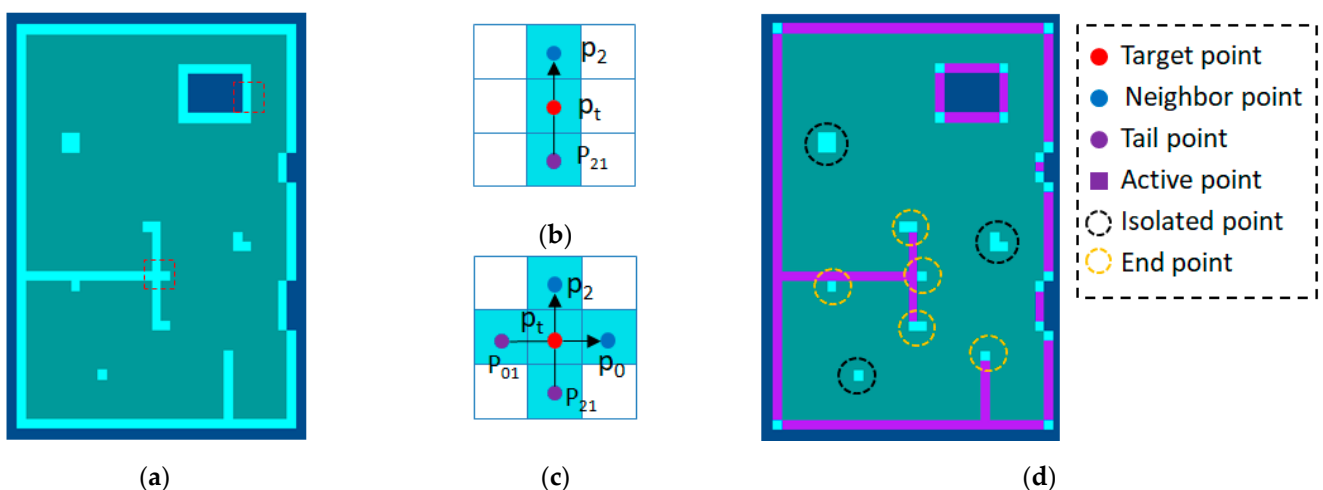 p2
pt
P21
(b)
p2
pt
P01
p0
P21
Target point
Neighbor point
Tail point
Active point
Isolated point
End point
(a)
(c)
(d)